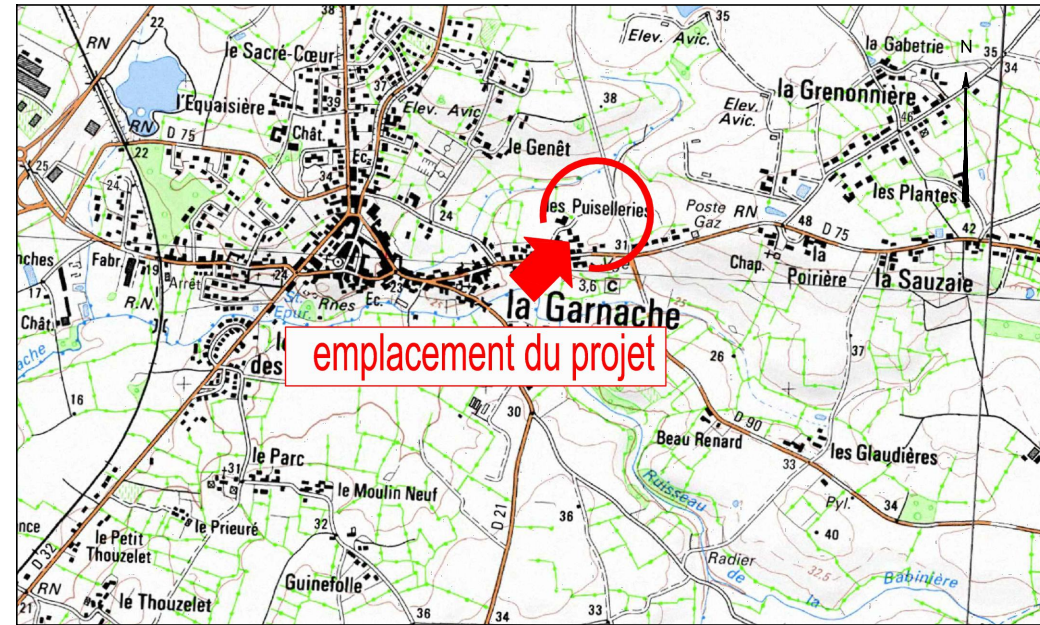 38
22
RN
le Sacré-Cœur
35
Elev. Avic.
la Gabetrie
N
35
34
37
l'Equaisière
39
Elev. Avic
38
Elev.
Avic.
la Grenonnière
46
RN
D 75
Chât.
22
Ec.
le Genêt
25
24
34
les Puiselleries
Poste
Gaz
RN
les Plantes
24
48
D 75
42
31
Vge
Fabr.
19
24
Arrêt
23
Chap.
la
Poirière
la Sauzaie
17
R.N.
St.
Epur.
Rnes
Ec.
3,6
C
25
la Garnache
Chât.
emplacement du projet
des
26
37
16
30
D 90
Beau Renard
les Glaudières
33
le Parc
31
le Moulin Neuf
Ruisseau
Pyl.
34
le Prieuré
32
D 21
36
40
le Petit
Thouzelet
D 32
Radier
de
la
32,5
Babinière
RN
Guinefolle
21
le Thouzelet
36
34
33